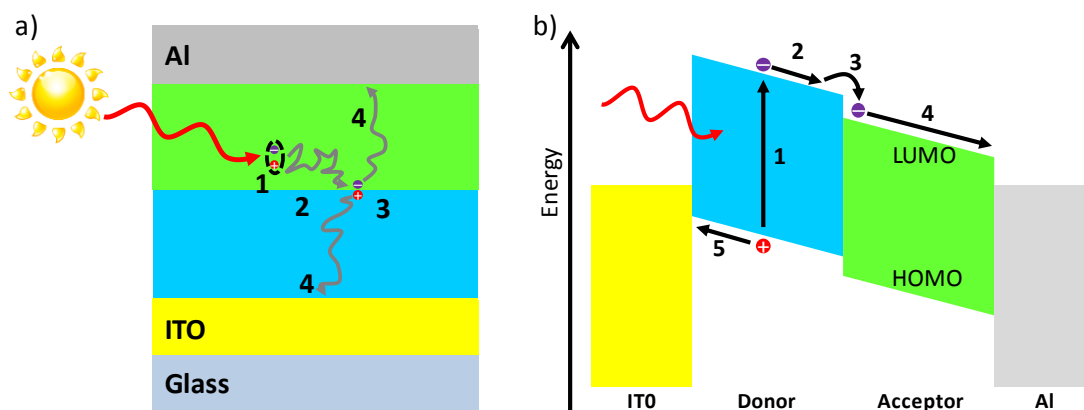 a)
Al
4
1
2
3
4
ITO
Glass
b)
Energy
2
3
4
1
LUMO
5
HOMO
IT0
Donor
Acceptor
Al